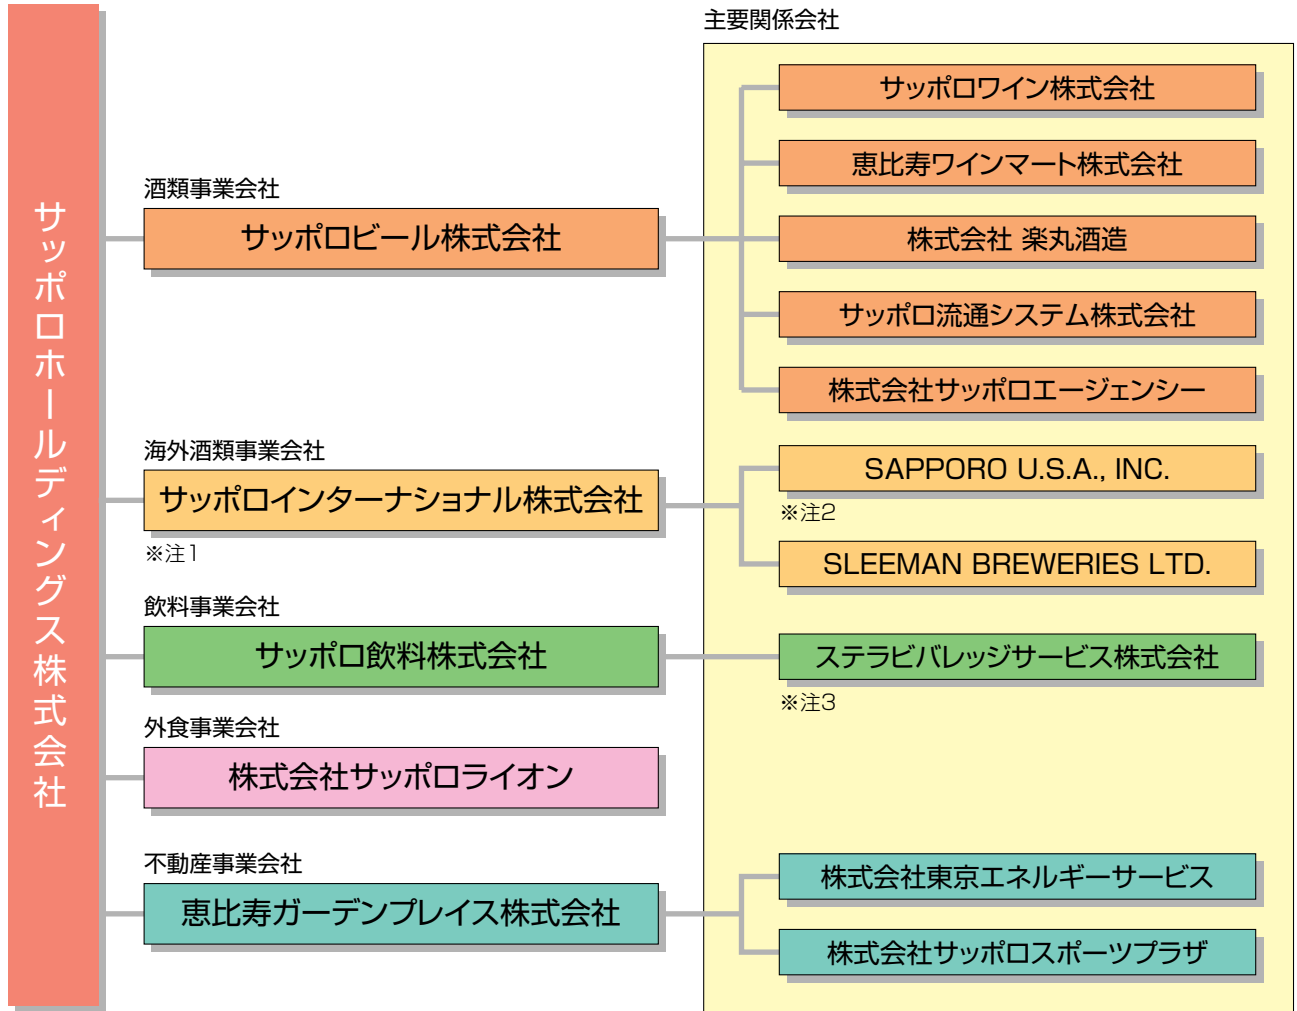 主要関係会社
サッポロホールディングス株式会社
酒類事業会社
サッポロビール株式会社
サッポロワイン株式会社
恵比寿ワインマート株式会社
株式会社 楽丸酒造
サッポロ流通システム株式会社
株式会社サッポロエージェンシー
海外酒類事業会社
サッポロインターナショナル株式会社
※注1
SAPPORO U.S.A., INC.
※注2
SLEEMAN BREWERIES LTD.
飲料事業会社
サッポロ飲料株式会社
ステラビバレッジサービス株式会社
※注3
外食事業会社
株式会社サッポロライオン
不動産事業会社
恵比寿ガーデンプレイス株式会社
株式会社東京エネルギーサービス
株式会社サッポロスポーツプラザ